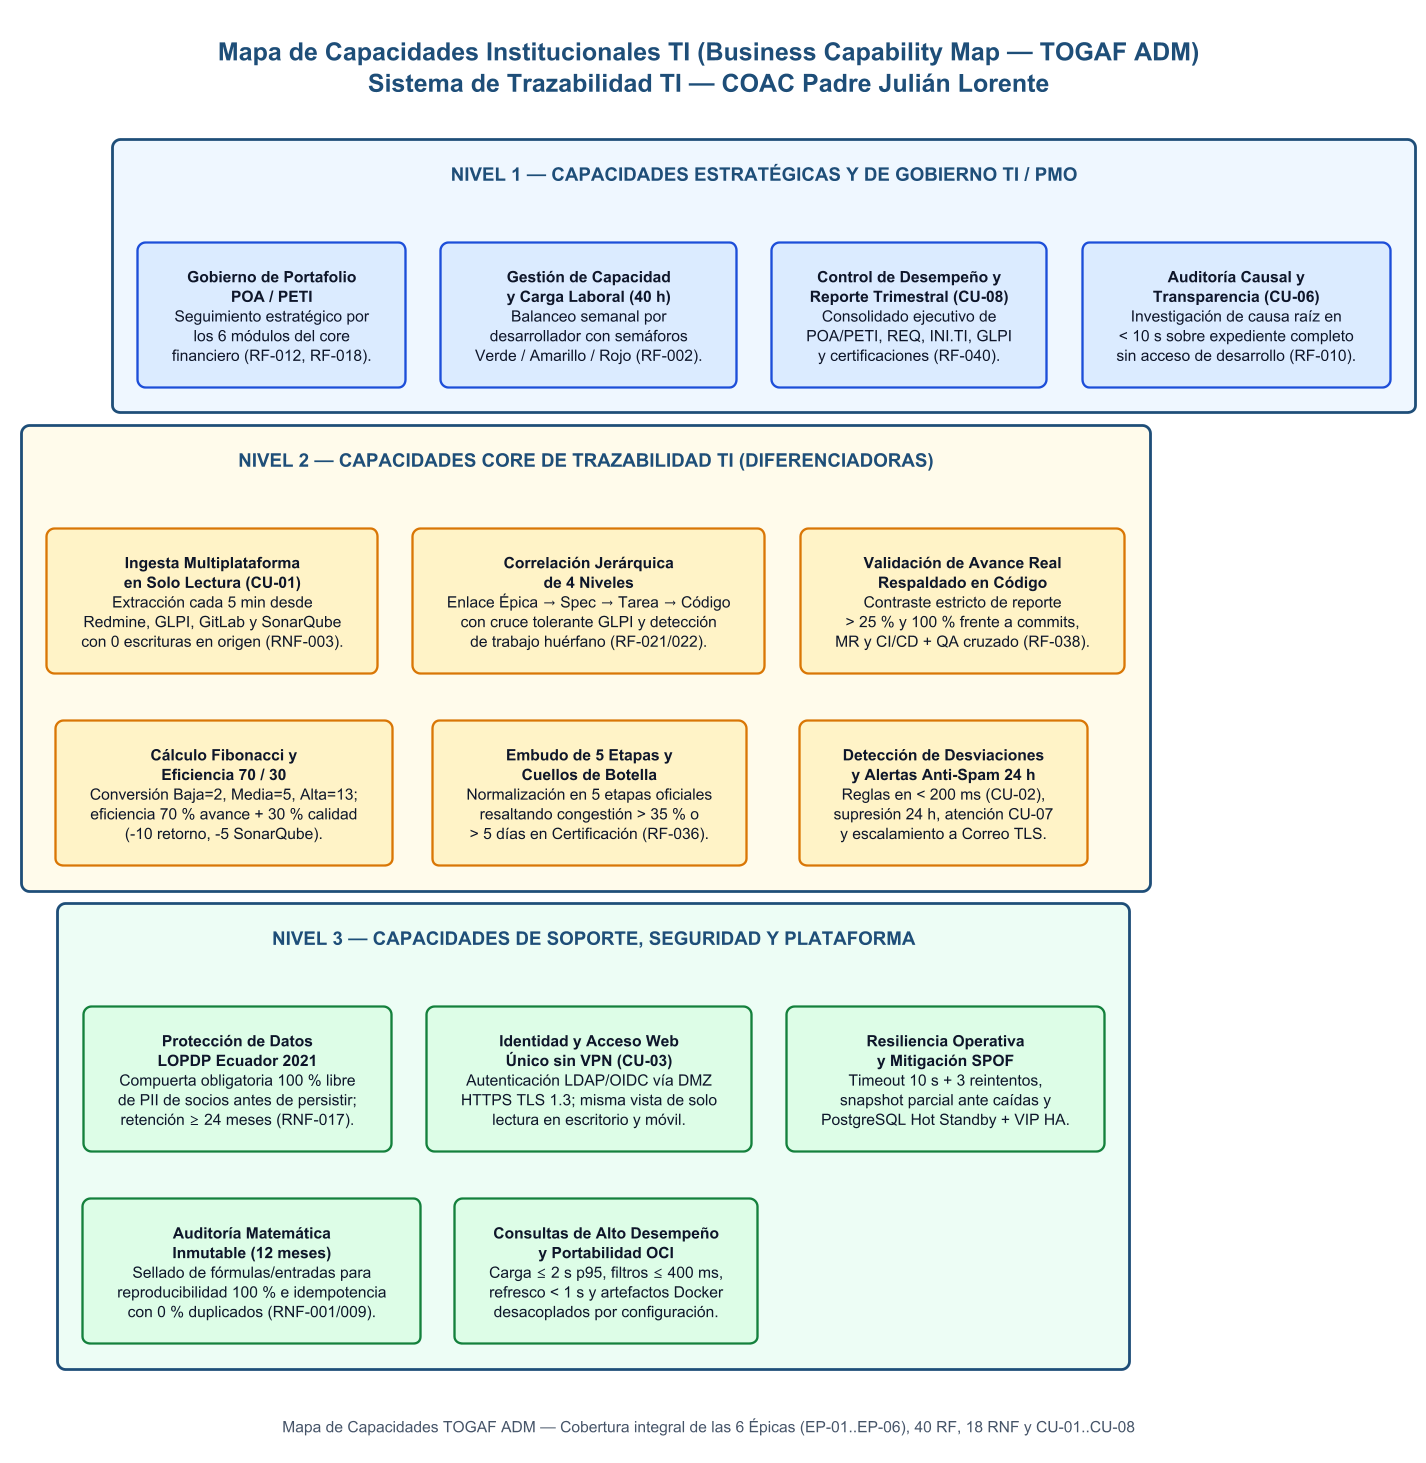 Mapa de Capacidades Institucionales TI (Business Capability Map — TOGAF ADM)
Sistema de Trazabilidad TI — COAC Padre Julián Lorente
NIVEL 1 — CAPACIDADES ESTRATÉGICAS Y DE GOBIERNO TI / PMO
Gobierno de Portafolio
POA / PETI
Seguimiento estratégico por
los 6 módulos del core
financiero (RF-012, RF-018).
Gestión de Capacidad
y Carga Laboral (40 h)
Balanceo semanal por
desarrollador con semáforos
Verde / Amarillo / Rojo (RF-002).
Control de Desempeño y
Reporte Trimestral (CU-08)
Consolidado ejecutivo de
POA/PETI, REQ, INI.TI, GLPI
y certificaciones (RF-040).
Auditoría Causal y
Transparencia (CU-06)
Investigación de causa raíz en
< 10 s sobre expediente completo
sin acceso de desarrollo (RF-010).
NIVEL 2 — CAPACIDADES CORE DE TRAZABILIDAD TI (DIFERENCIADORAS)
Ingesta Multiplataforma
en Solo Lectura (CU-01)
Extracción cada 5 min desde
Redmine, GLPI, GitLab y SonarQube
con 0 escrituras en origen (RNF-003).
Correlación Jerárquica
de 4 Niveles
Enlace Épica → Spec → Tarea → Código
con cruce tolerante GLPI y detección
de trabajo huérfano (RF-021/022).
Validación de Avance Real
Respaldado en Código
Contraste estricto de reporte
> 25 % y 100 % frente a commits,
MR y CI/CD + QA cruzado (RF-038).
Cálculo Fibonacci y
Eficiencia 70 / 30
Conversión Baja=2, Media=5, Alta=13;
eficiencia 70 % avance + 30 % calidad
(-10 retorno, -5 SonarQube).
Embudo de 5 Etapas y
Cuellos de Botella
Normalización en 5 etapas oficiales
resaltando congestión > 35 % o
> 5 días en Certificación (RF-036).
Detección de Desviaciones
y Alertas Anti-Spam 24 h
Reglas en < 200 ms (CU-02),
supresión 24 h, atención CU-07
y escalamiento a Correo TLS.
NIVEL 3 — CAPACIDADES DE SOPORTE, SEGURIDAD Y PLATAFORMA
Protección de Datos
LOPDP Ecuador 2021
Compuerta obligatoria 100 % libre
de PII de socios antes de persistir;
retención ≥ 24 meses (RNF-017).
Identidad y Acceso Web
Único sin VPN (CU-03)
Autenticación LDAP/OIDC vía DMZ
HTTPS TLS 1.3; misma vista de solo
lectura en escritorio y móvil.
Resiliencia Operativa
y Mitigación SPOF
Timeout 10 s + 3 reintentos,
snapshot parcial ante caídas y
PostgreSQL Hot Standby + VIP HA.
Auditoría Matemática
Inmutable (12 meses)
Sellado de fórmulas/entradas para
reproducibilidad 100 % e idempotencia
con 0 % duplicados (RNF-001/009).
Consultas de Alto Desempeño
y Portabilidad OCI
Carga ≤ 2 s p95, filtros ≤ 400 ms,
refresco < 1 s y artefactos Docker
desacoplados por configuración.
Mapa de Capacidades TOGAF ADM — Cobertura integral de las 6 Épicas (EP-01..EP-06), 40 RF, 18 RNF y CU-01..CU-08